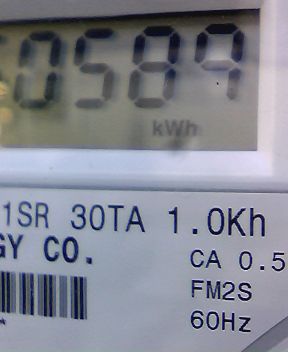 0589
kWh
1SR 30TA 1.0Kh
GY CO.
CA 0.5
FM2S
60Hz